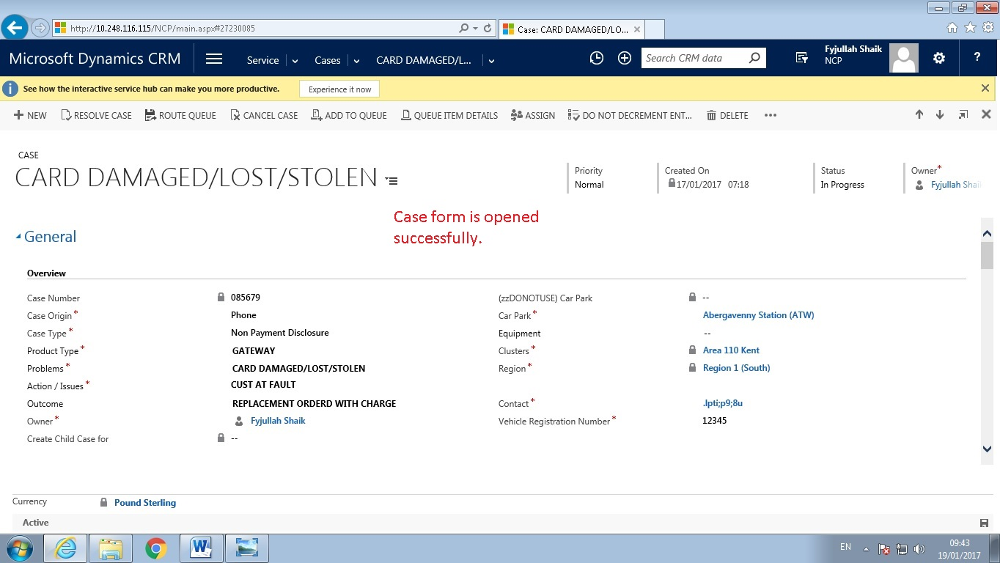 http://10.248.116.115/NCP/main.aspx#27230085
Case: CARD DAMAGED/LO...
Microsoft Dynamics CRM
Service
Cases
CARD DAMAGED/L...
Search CRM data
Fyjullah Shaik
NCP
?
See how the interactive service hub can make you more productive.
Experience it now
NEW
RESOLVE CASE
ROUTE QUEUE
CANCEL CASE
ADD TO QUEUE
QUEUE ITEM DETAILS
ASSIGN
DO NOT DECREMENT ENT...
DELETE
CASE
CARD DAMAGED/LOST/STOLEN
Priority
Normal
Created On
17/01/2017 07:18
Status
In Progress
Owner*
Fyjullah Shai
Case form is opened
successfully.
General
Overview
Case Number 085679
(zzDONOTUSE) Car Park --
Case Origin* Phone
Car Park* Abergavenny Station (ATW)
Case Type* Non Payment Disclosure
Equipment --
Product Type* GATEWAY
Clusters* Area 110 Kent
Problems* CARD DAMAGED/LOST/STOLEN
Region* Region 1 (South)
Action / Issues* CUST AT FAULT
Outcome REPLACEMENT ORDERD WITH CHARGE
Contact* .lpti;p9;8u
Owner* Fyjullah Shaik
Vehicle Registration Number* 12345
Create Child Case for --
Currency Pound Sterling
Active
EN
09:43
19/01/2017